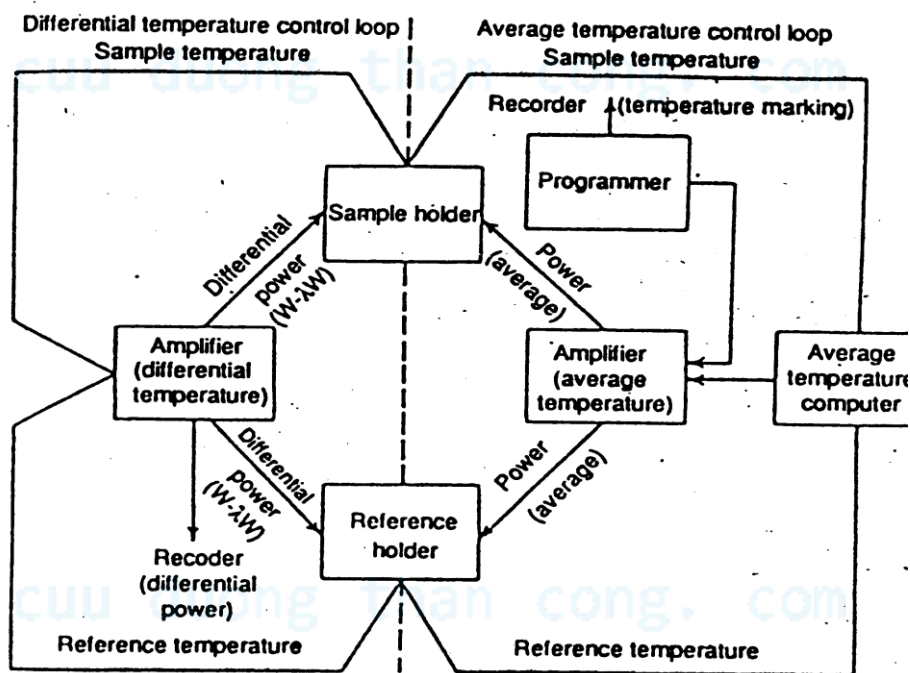 Differential temperature control loop
Sample temperature
Average temperature control loop
Sample temperature
cuu duong than cong. com
Recorder
(temperature marking)
Programmer
Sample holder
Differential
power
(W-λW)
Power
(average)
Amplifier
(differential
temperature)
Amplifier
(average
temperature)
Average
temperature
computer
Differential
power
(W-λW)
Power
(average)
Reference
holder
Recoder
(differential
power)
cuu duong than cong. com
Reference temperature
Reference temperature